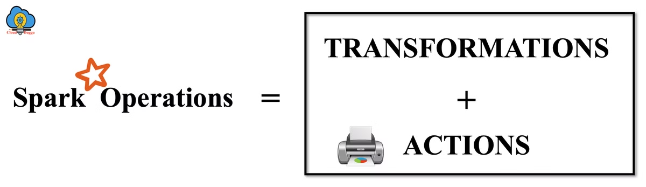 Spark Operations =
TRANSFORMATIONS
+
ACTIONS